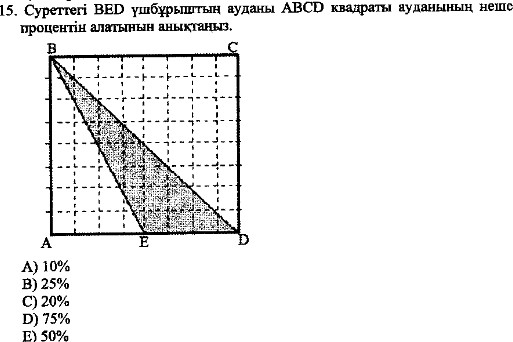 15. Суреттегі BED үшбұрыштың ауданы ABCD квадраты ауданының неше
процентін алатынын анықтаңыз.
B C
A E D
A) 10%
B) 25%
C) 20%
D) 75%
E) 50%